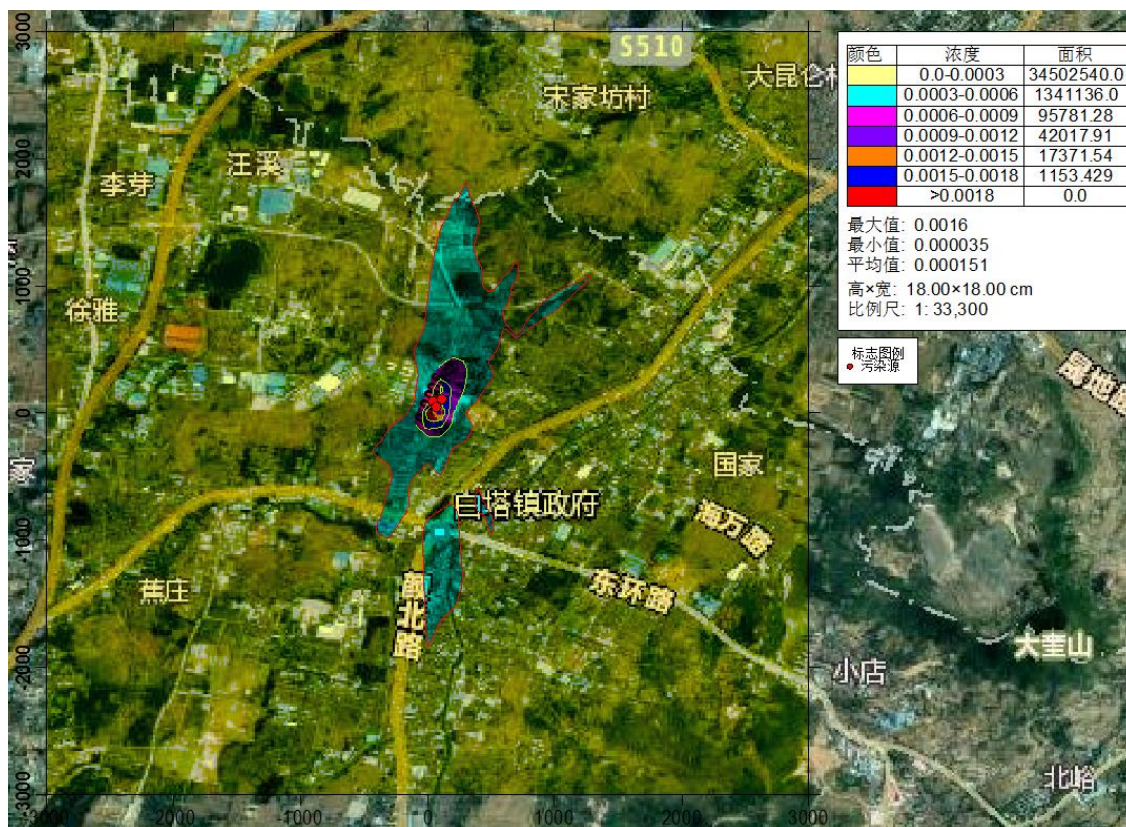 3000
S510
大昆仑村
宋家坊村
2000
汪溪
李芽
1000
徐雅
0
国家
白塔镇政府
-1000
湄万路
东环路
蕉庄
-2000
大奎山
小店
北峪
-3000
-3000
-2000
-1000
0
1000
2000
3000
颜色 浓度 面积
0.0-0.0003 34502540.0
0.0003-0.0006 1341136.0
0.0006-0.0009 95781.28
0.0009-0.0012 42017.91
0.0012-0.0015 17371.54
0.0015-0.0018 1153.429
>0.0018 0.0
最大值: 0.0016
最小值: 0.000035
平均值: 0.000151
高×宽: 18.00×18.00 cm
比例尺: 1: 33,300
标志图例
污染源